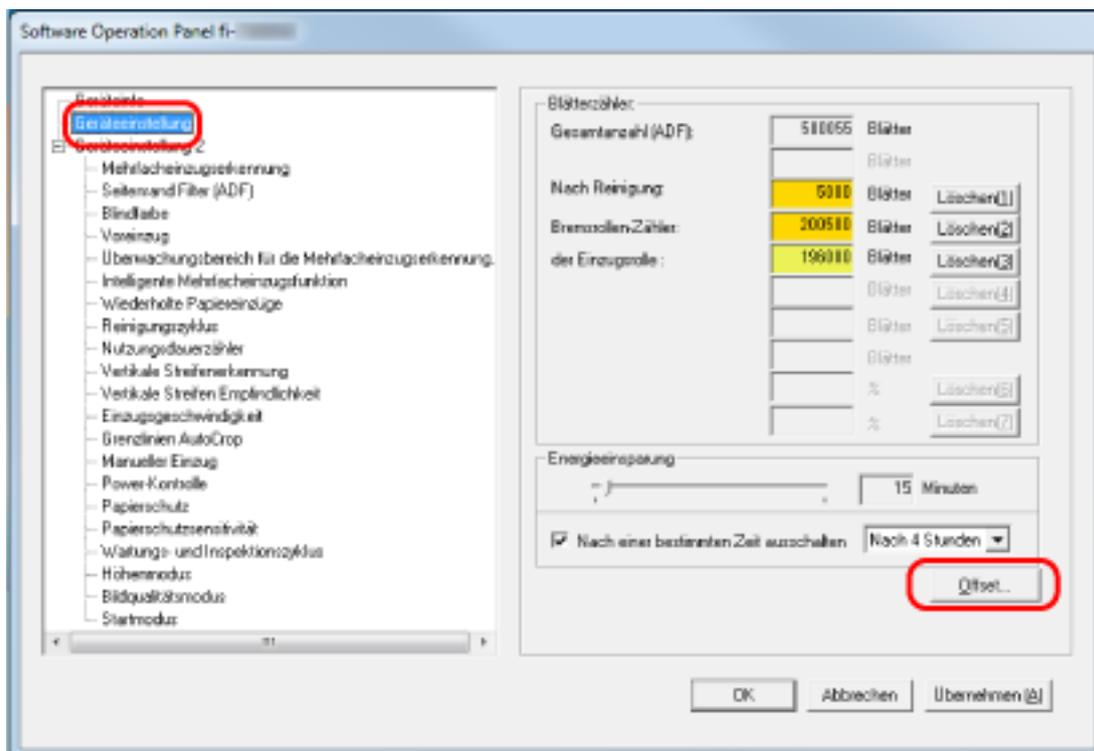 Software Operation Panel fi-
Geräteinfo
Geräteeinstellung
Geräteeinstellung 2
Mehrfacheinzugserkennung
Seitenrand Filter (ADF)
Blindfarbe
Voreinzug
Überwachungsbereich für die Mehrfacheinzugserkennung.
Intelligente Mehrfacheinzugsfunktion
Wiederholte Papiereinzüge
Reinigungszyklus
Nutzungsdauerzähler
Vertikale Streifenerkennung
Vertikale Streifen Empfindlichkeit
Einzugsgeschwindigkeit
Grenzlinien AutoCrop
Manueller Einzug
Power-Kontrolle
Papierschutz
Papierschutzsensitivität
Wartungs- und Inspektionszyklus
Höhenmodus
Bildqualitätsmodus
Startmodus
Blätterzähler:
Gesamtanzahl (ADF): 500055 Blätter
Blätter
Nach Reinigung: 5000 Blätter Löschen(1)
Bremsrollen-Zähler: 200500 Blätter Löschen(2)
der Einzugsrolle : 196000 Blätter Löschen(3)
Blätter Löschen(4)
Blätter Löschen(5)
Blätter
% Löschen(6)
% Löschen(7)
Energieeinsparung
15 Minuten
Nach einer bestimmten Zeit ausschalten Nach 4 Stunden
Offset...
OK Abbrechen Übernehmen (A)